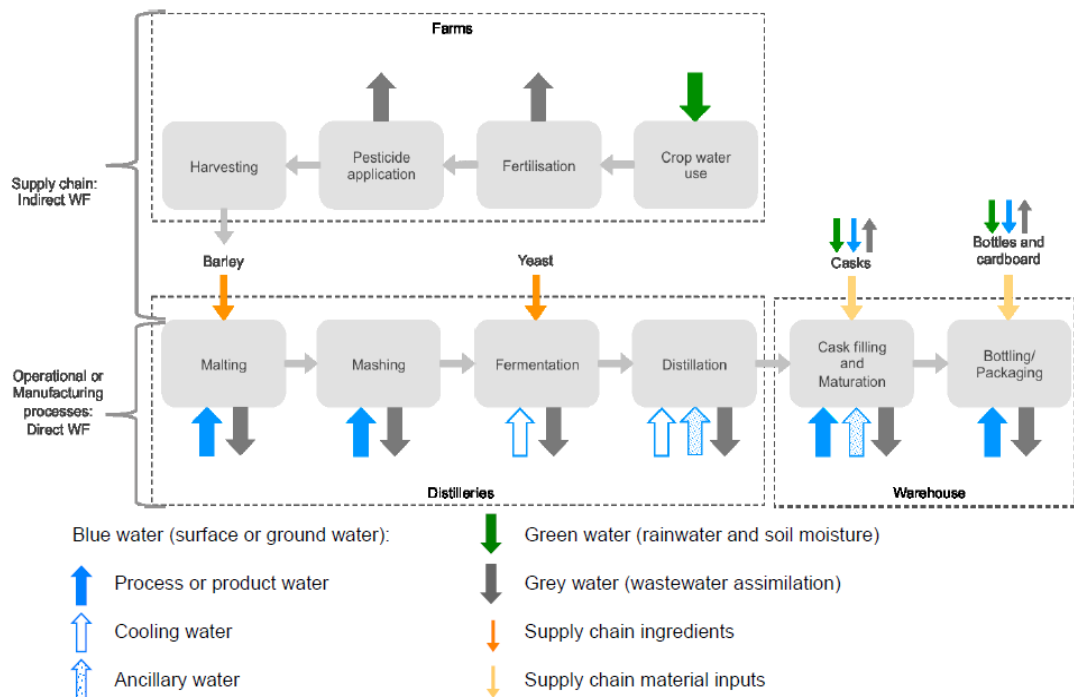 Farms
Harvesting
Pesticide
application
Fertilisation
Crop water
use
Supply chain:
Indirect WF
Barley
Yeast
Casks
Bottles and
cardboard
Operational or
Manufacturing
processes:
Direct WF
Malting
Mashing
Fermentation
Distillation
Cask filling
and
Maturation
Bottling/
Packaging
Distilleries
Warehouse
Blue water (surface or ground water):
Process or product water
Cooling water
Ancillary water
Green water (rainwater and soil moisture)
Grey water (wastewater assimilation)
Supply chain ingredients
Supply chain material inputs